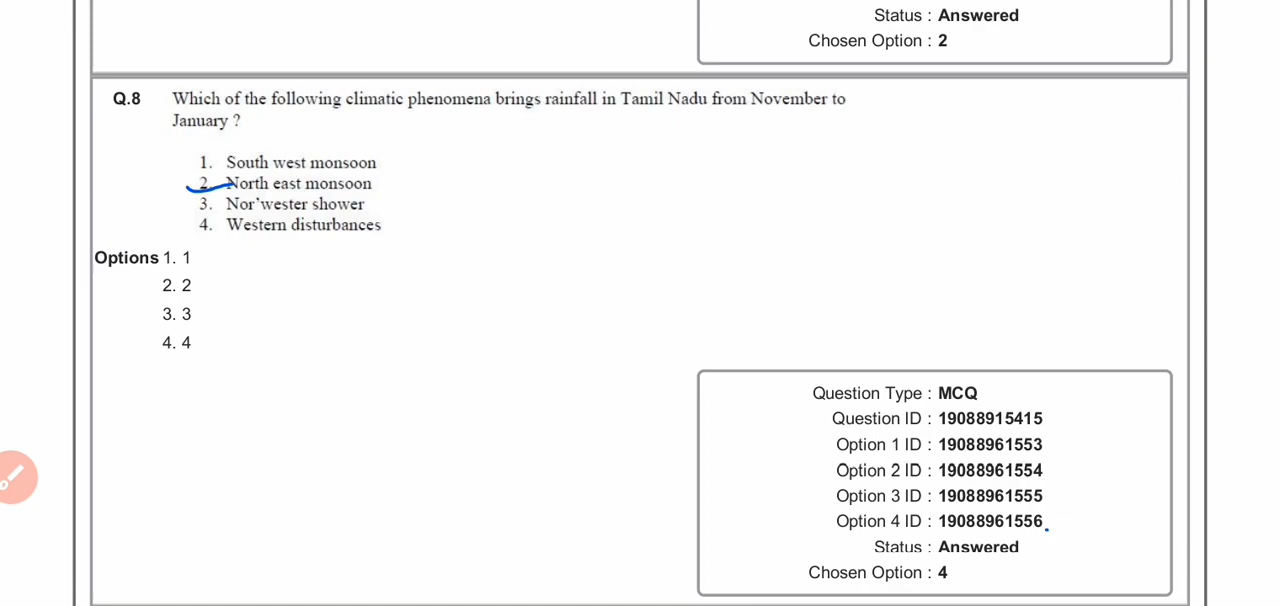 Status : Answered
Chosen Option : 2
Q.8 Which of the following climatic phenomena brings rainfall in Tamil Nadu from November to
January ?
1. South west monsoon
2. North east monsoon
3. Nor’wester shower
4. Western disturbances
Options 1. 1
2. 2
3. 3
4. 4
Question Type : MCQ
Question ID : 19088915415
Option 1 ID : 19088961553
Option 2 ID : 19088961554
Option 3 ID : 19088961555
Option 4 ID : 19088961556
Status : Answered
Chosen Option : 4